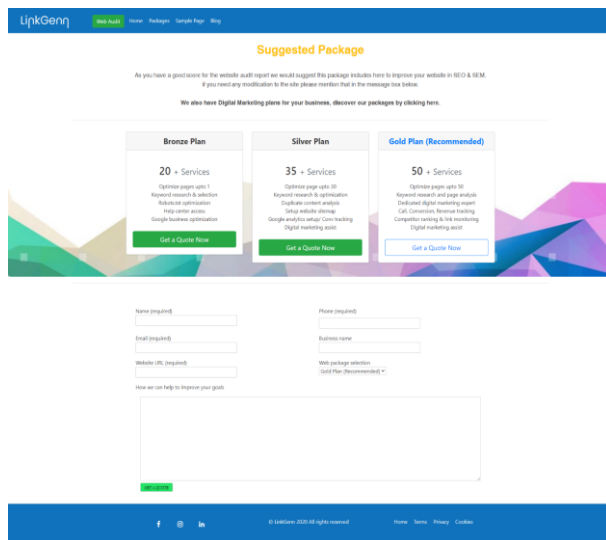 LinkGenn
Web Audit Home Packages Sample Page Blog
Suggested Package
As you have a good score for the website audit report we would suggest this package includes here to improve your website in SEO & SEM.
if you need any modification to the site please mention that in the message box below.
We also have Digital Marketing plans for your business, discover our packages by clicking here.
Bronze Plan
20 + Services
Optimize pages upto 1
Keyword research & selection
Robots.txt optimization
Help center access
Google business optimization
Get a Quote Now
Silver Plan
35 + Services
Optimize page upto 30
Keyword research & optimization
Duplicate content analysis
Setup website sitemap
Google analytics setup/ Conv tracking
Digital marketing assist
Get a Quote Now
Gold Plan (Recommended)
50 + Services
Optimize pages upto 50
Keyword research and page analysis
Dedicated digital marketing expert
Call, Conversion, Revenue tracking
Competitor ranking & link monitoring
Digital marketing assist
Get a Quote Now
Name (required)
Phone (required)
Email (required)
Business name
Website URL (required)
Web package selection
Gold Plan (Recommended)
How we can help to improve your goals
GET A QUOTE
© LinkGenn 2020 All rights reserved
Home Terms Privacy Cookies